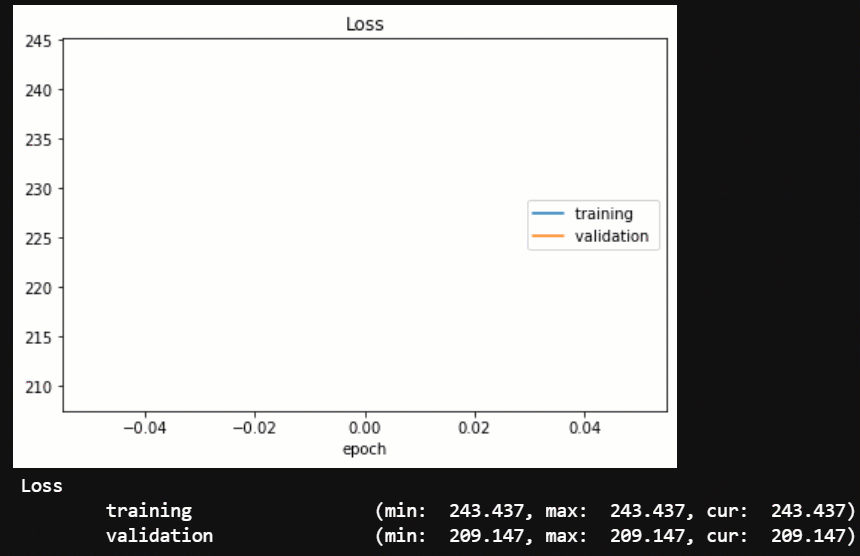 Loss
245
240
235
230
225
220
215
210
training
validation
−0.04 −0.02 0.00 0.02 0.04
epoch
Loss
training (min: 243.437, max: 243.437, cur: 243.437)
validation (min: 209.147, max: 209.147, cur: 209.147)